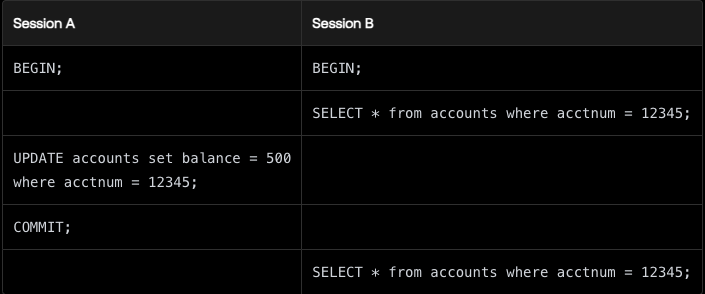 Session A
Session B
BEGIN;
BEGIN;
SELECT * from accounts where acctnum = 12345;
UPDATE accounts set balance = 500
where acctnum = 12345;
COMMIT;
SELECT * from accounts where acctnum = 12345;